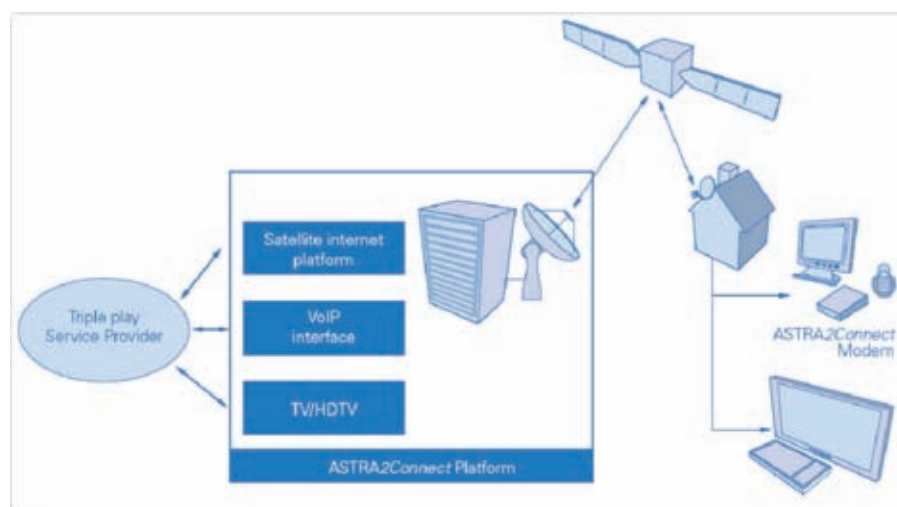 Triple play
Service Provider
Satellite internet
platform
VoIP
interface
TV/HDTV
ASTRA2Connect Platform
ASTRA2Connect
Modem